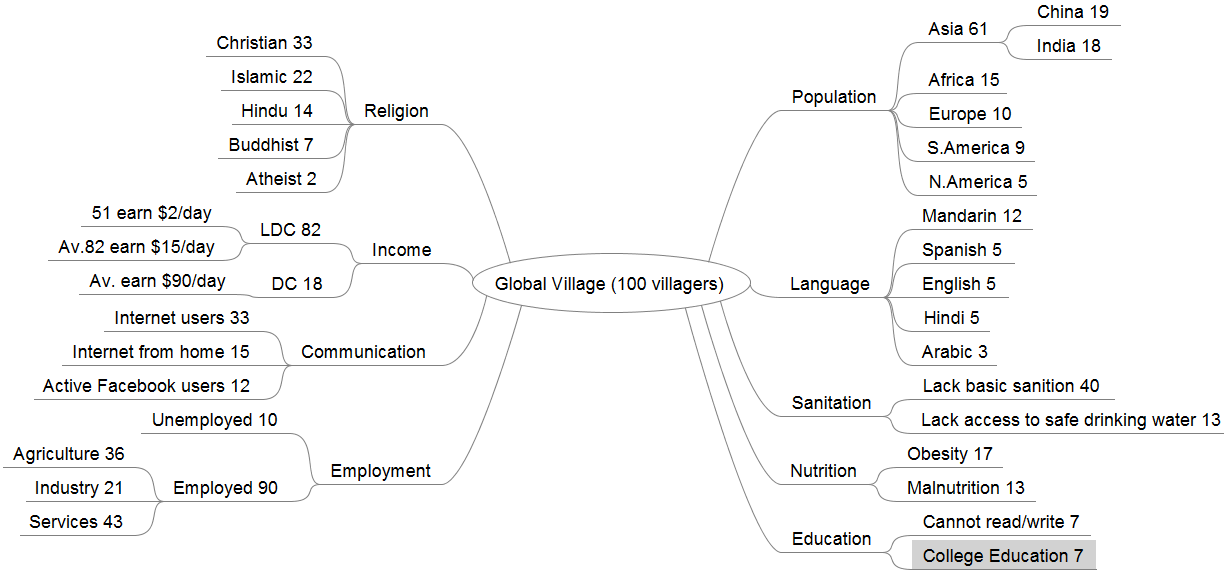 Global Village (100 villagers)
Religion
Christian 33
Islamic 22
Hindu 14
Buddhist 7
Atheist 2
Income
LDC 82
51 earn $2/day
Av.82 earn $15/day
DC 18
Av. earn $90/day
Communication
Internet users 33
Internet from home 15
Active Facebook users 12
Employment
Unemployed 10
Employed 90
Agriculture 36
Industry 21
Services 43
Population
Asia 61
China 19
India 18
Africa 15
Europe 10
S.America 9
N.America 5
Language
Mandarin 12
Spanish 5
English 5
Hindi 5
Arabic 3
Sanitation
Lack basic sanition 40
Lack access to safe drinking water 13
Nutrition
Obesity 17
Malnutrition 13
Education
Cannot read/write 7
College Education 7